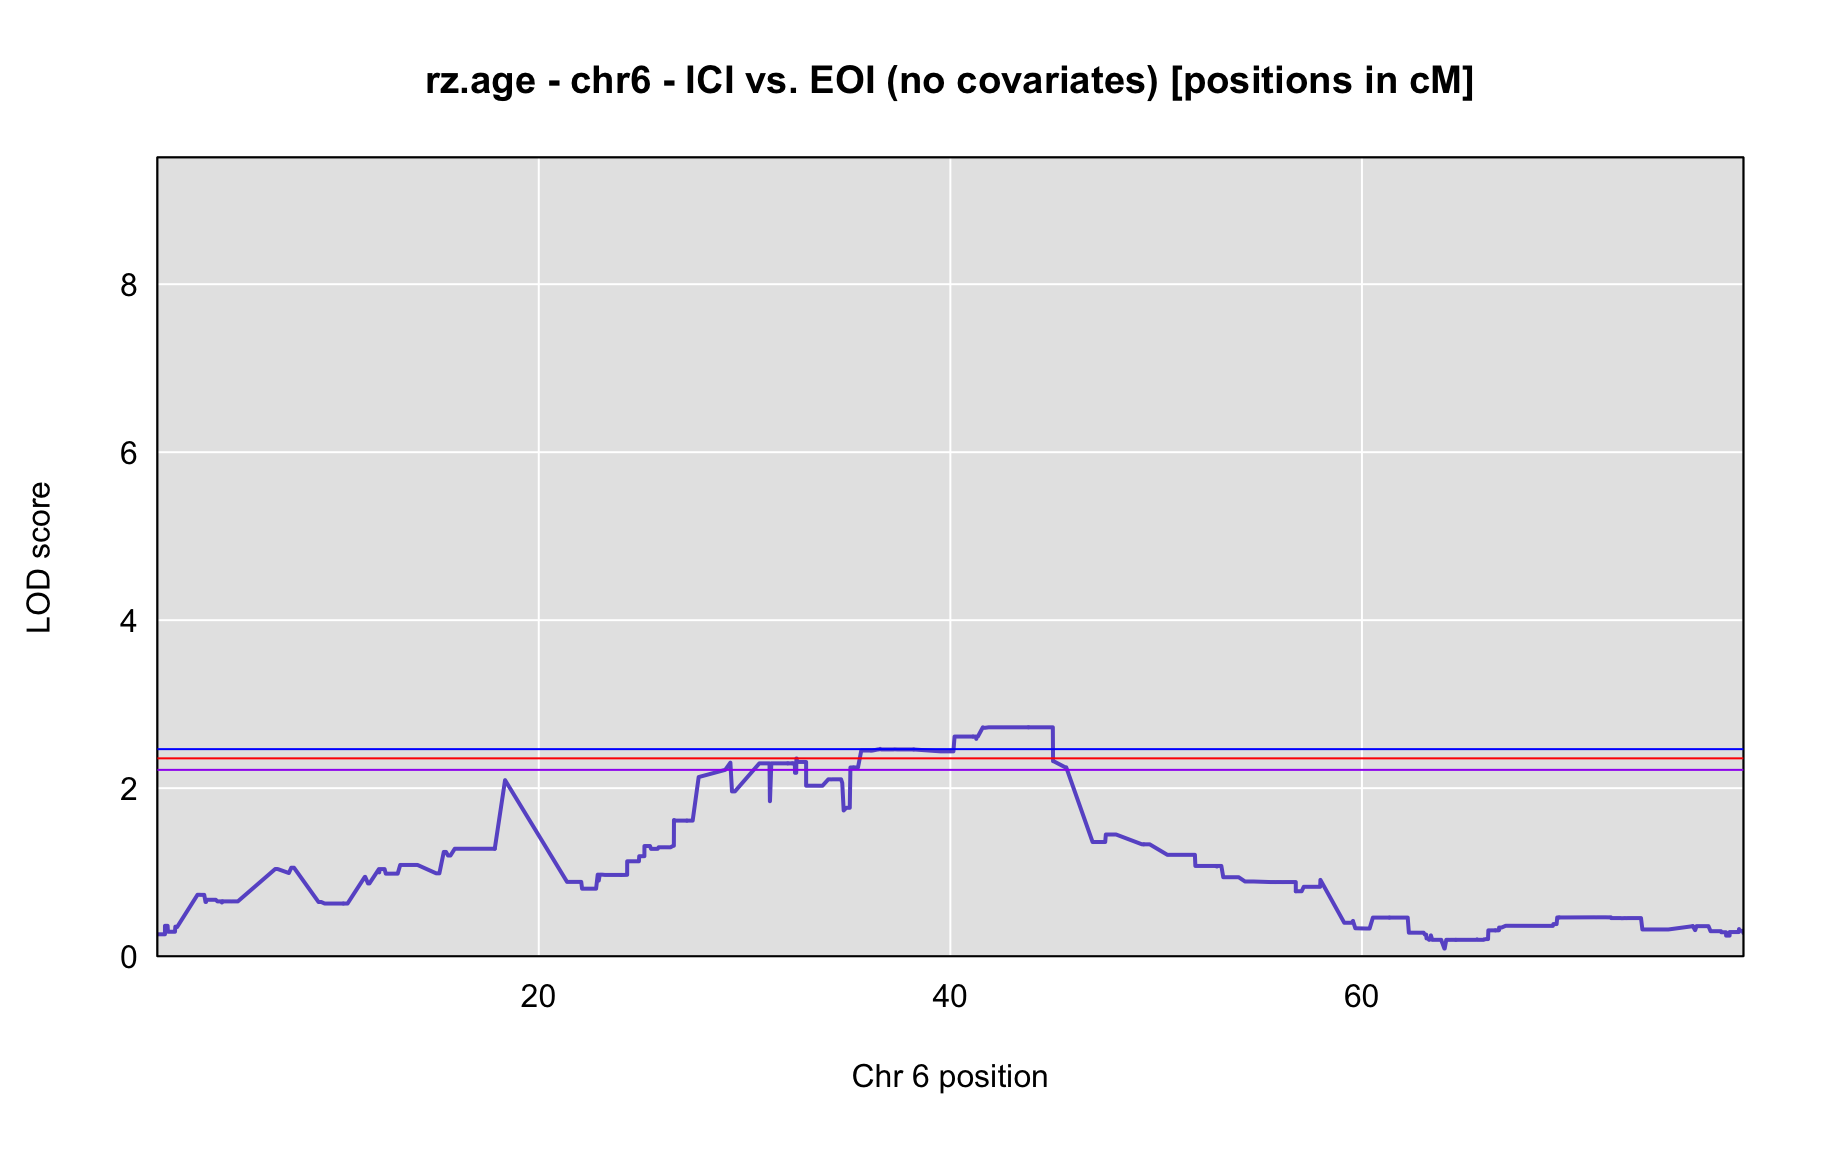 rz.age - chr6 - ICI vs. EOI (no covariates) [positions in cM]
LOD score
8
6
4
2
0
20 40 60
Chr 6 position